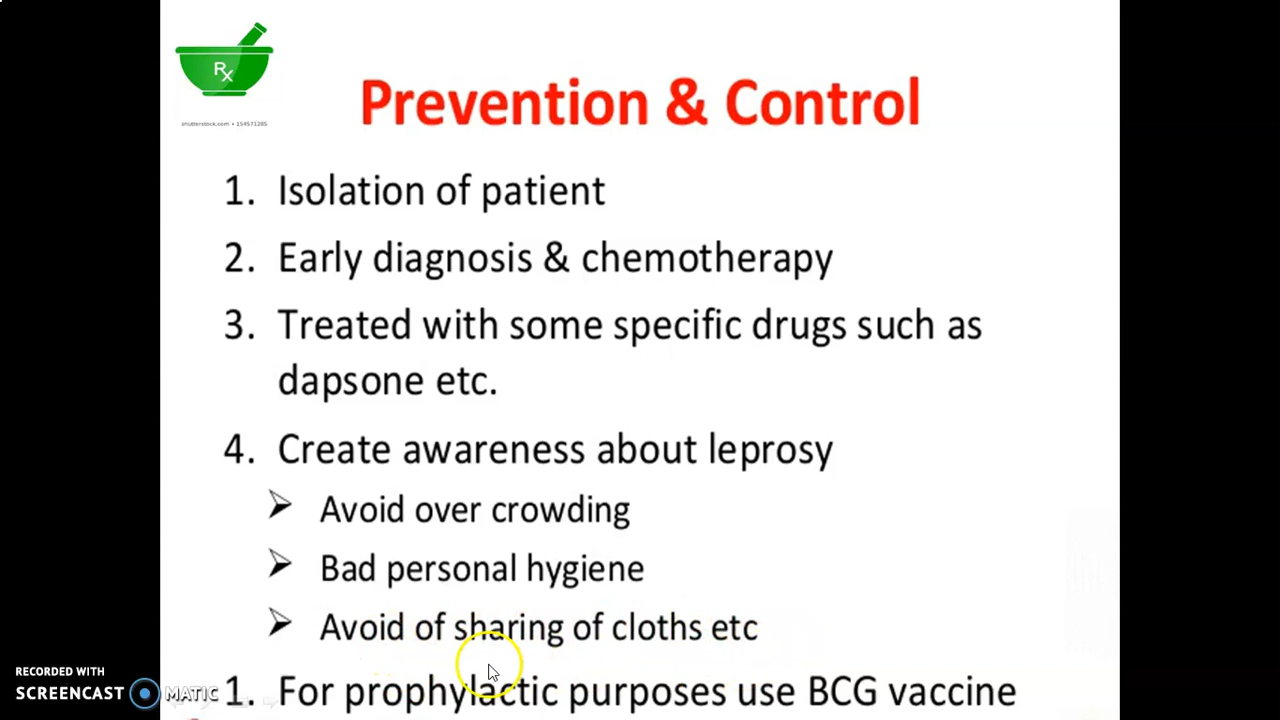 Rx
shutterstock.com • 154571285
Prevention & Control
1. Isolation of patient
2. Early diagnosis & chemotherapy
3. Treated with some specific drugs such as
dapsone etc.
4. Create awareness about leprosy
➢ Avoid over crowding
➢ Bad personal hygiene
➢ Avoid of sharing of cloths etc
1. For prophylactic purposes use BCG vaccine
RECORDED WITH
SCREENCAST MATIC